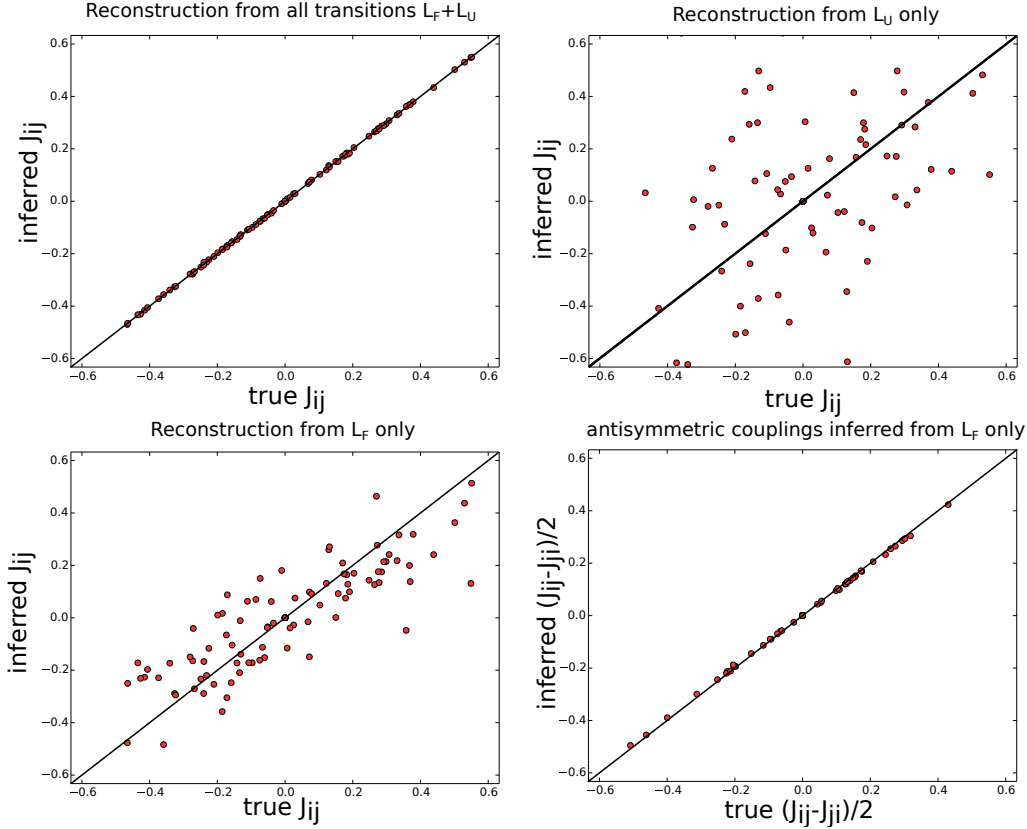 Reconstruction from all transitions L_F+L_U
0.6
0.4
0.2
0.0
−0.2
−0.4
−0.6
−0.6 −0.4 −0.2 0.0 0.2 0.4 0.6
inferred J_ij
true J_ij
Reconstruction from L_U only
0.6
0.4
0.2
0.0
−0.2
−0.4
−0.6
−0.6 −0.4 −0.2 0.0 0.2 0.4 0.6
inferred J_ij
true J_ij
Reconstruction from L_F only
0.6
0.4
0.2
0.0
−0.2
−0.4
−0.6
−0.6 −0.4 −0.2 0.0 0.2 0.4 0.6
inferred J_ij
true J_ij
antisymmetric couplings inferred from L_F only
0.6
0.4
0.2
0.0
−0.2
−0.4
−0.6
−0.6 −0.4 −0.2 0.0 0.2 0.4 0.6
inferred (J_ij-J_ji)/2
true (J_ij-J_ji)/2